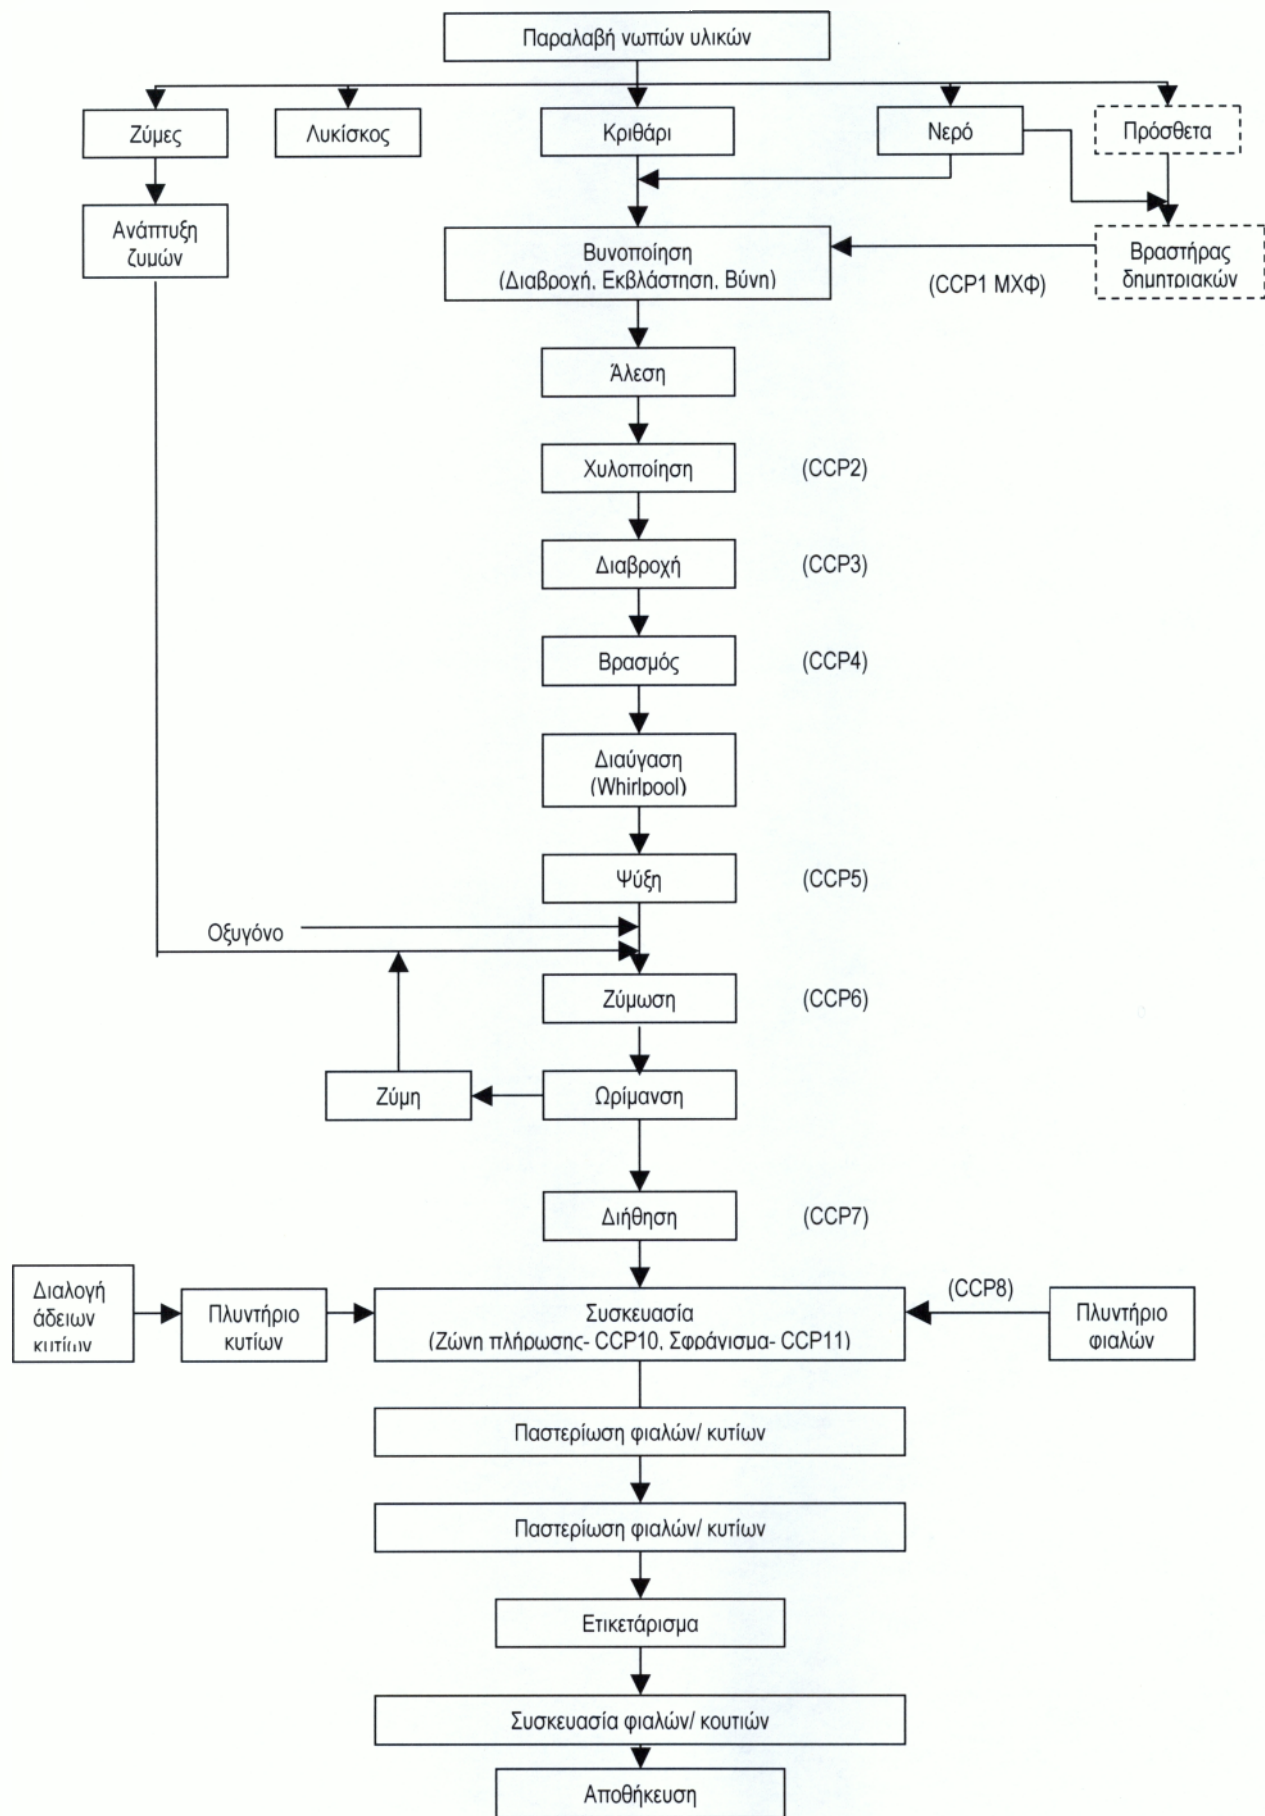 Παραλαβή νωπών υλικών
Ζύμες
Λυκίσκος
Κριθάρι
Νερό
Πρόσθετα
Ανάπτυξη
ζυμών
Βυνοποίηση
(Διαβροχή, Εκβλάστηση, Βύνη)
(CCP1 ΜΧΦ)
Βραστήρας
δημητριακών
Άλεση
Χυλοποίηση
(CCP2)
Διαβροχή
(CCP3)
Βρασμός
(CCP4)
Διαύγαση
(Whirlpool)
Ψύξη
(CCP5)
Οξυγόνο
Ζύμωση
(CCP6)
Ζύμη
Ωρίμανση
Διήθηση
(CCP7)
Διαλογή
άδειων
κυτίων
Πλυντήριο
κυτίων
Συσκευασία
(Ζώνη πλήρωσης- CCP10, Σφράγισμα- CCP11)
(CCP8)
Πλυντήριο
φιαλών
Παστερίωση φιαλών/ κυτίων
Παστερίωση φιαλών/ κυτίων
Ετικετάρισμα
Συσκευασία φιαλών/ κουτιών
Αποθήκευση